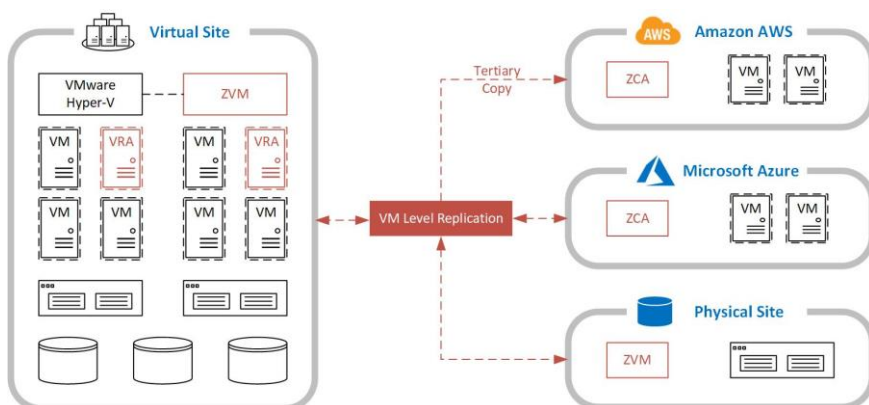 Virtual Site
VMware
Hyper-V
ZVM
VM
VRA
VM
VRA
VM
VM
VM
VM
Tertiary
Copy
VM Level Replication
AWS
Amazon AWS
ZCA
VM
VM
Microsoft Azure
ZCA
VM
VM
Physical Site
ZVM